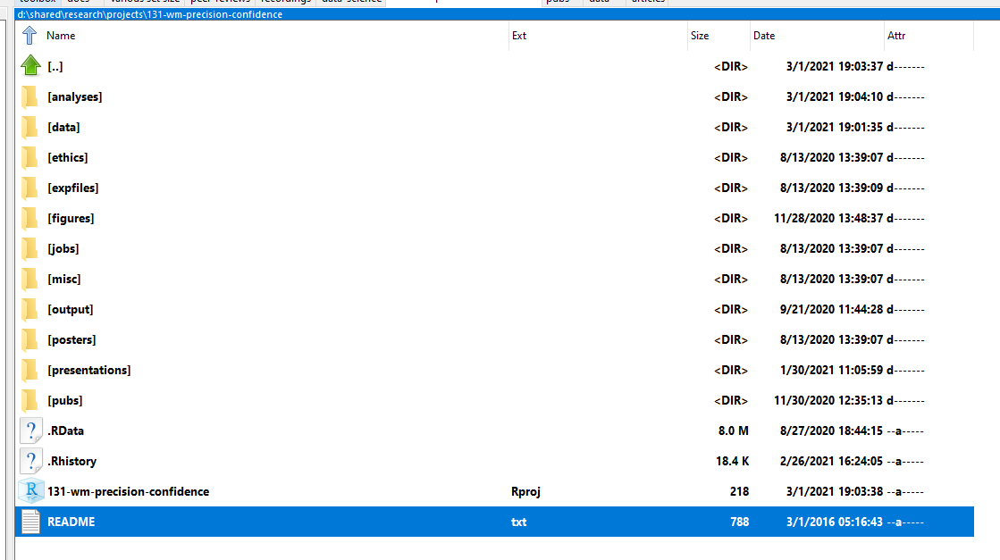 toolbox docs various set size peer-reviews recordings data-science pubs data articles
d:\shared\research\projects\131-wm-precision-confidence
Name Ext Size Date Attr
[..] <DIR> 3/1/2021 19:03:37 d-------
[analyses] <DIR> 3/1/2021 19:04:10 d-------
[data] <DIR> 3/1/2021 19:01:35 d-------
[ethics] <DIR> 8/13/2020 13:39:07 d-------
[expfiles] <DIR> 8/13/2020 13:39:09 d-------
[figures] <DIR> 11/28/2020 13:48:37 d-------
[jobs] <DIR> 8/13/2020 13:39:07 d-------
[misc] <DIR> 8/13/2020 13:39:07 d-------
[output] <DIR> 9/21/2020 11:44:28 d-------
[posters] <DIR> 8/13/2020 13:39:07 d-------
[presentations] <DIR> 1/30/2021 11:05:59 d-------
[pubs] <DIR> 11/30/2020 12:35:13 d-------
.RData 8.0 M 8/27/2020 18:44:15 --a-----
.Rhistory 18.4 K 2/26/2021 16:24:05 --a-----
131-wm-precision-confidence Rproj 218 3/1/2021 19:03:38 --a-----
README txt 788 3/1/2016 05:16:43 --a-----